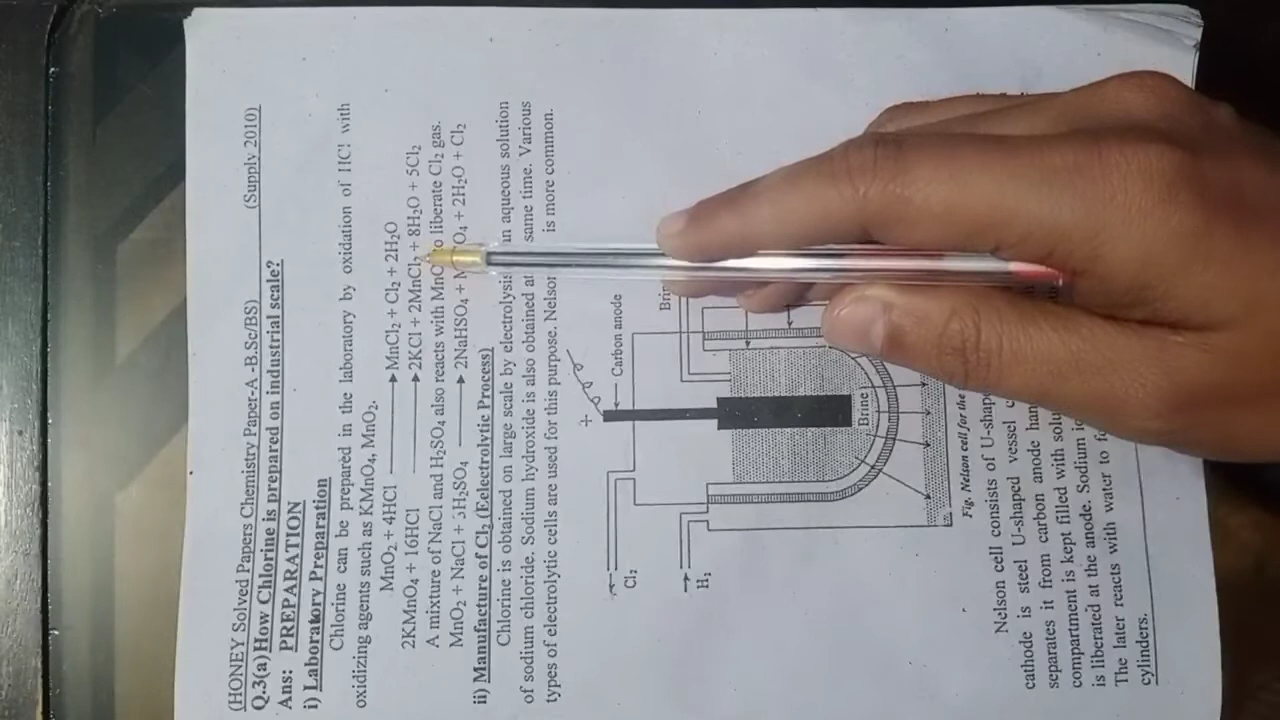 (HONEY Solved Papers Chemistry Paper-A -B.Sc/BS) (Supply 2010)
Q.3(a) How Chlorine is prepared on industrial scale?
Ans: PREPARATION
i) Laboratory Preparation
Chlorine can be prepared in the laboratory by oxidation of HCl with
oxidizing agents such as KMnO4, MnO2.
MnO2 + 4HCl → MnCl2 + Cl2 + 2H2O
2KMnO4 + 16HCl → 2KCl + 2MnCl2 + 8H2O + 5Cl2
A mixture of NaCl and H2SO4 also reacts with MnO to liberate Cl2 gas.
MnO2 + NaCl + 3H2SO4 → 2NaHSO4 + M O4 + 2H2O + Cl2
ii) Manufacture of Cl2 (Eelectrolytic Process)
Chlorine is obtained on large scale by electrolysis an aqueous solution
of sodium chloride. Sodium hydroxide is also obtained at same time. Various
types of electrolytic cells are used for this purpose. Nelson is more common.
+
Carbon anode
Cl2
H2
Brine
Fig. Nelson cell for the
Nelson cell consists of U-shape
cathode is steel U-shaped vessel
separates it from carbon anode
compartment is kept filled with
is liberated at the anode. Sodium
The later reacts with water to
cylinders.